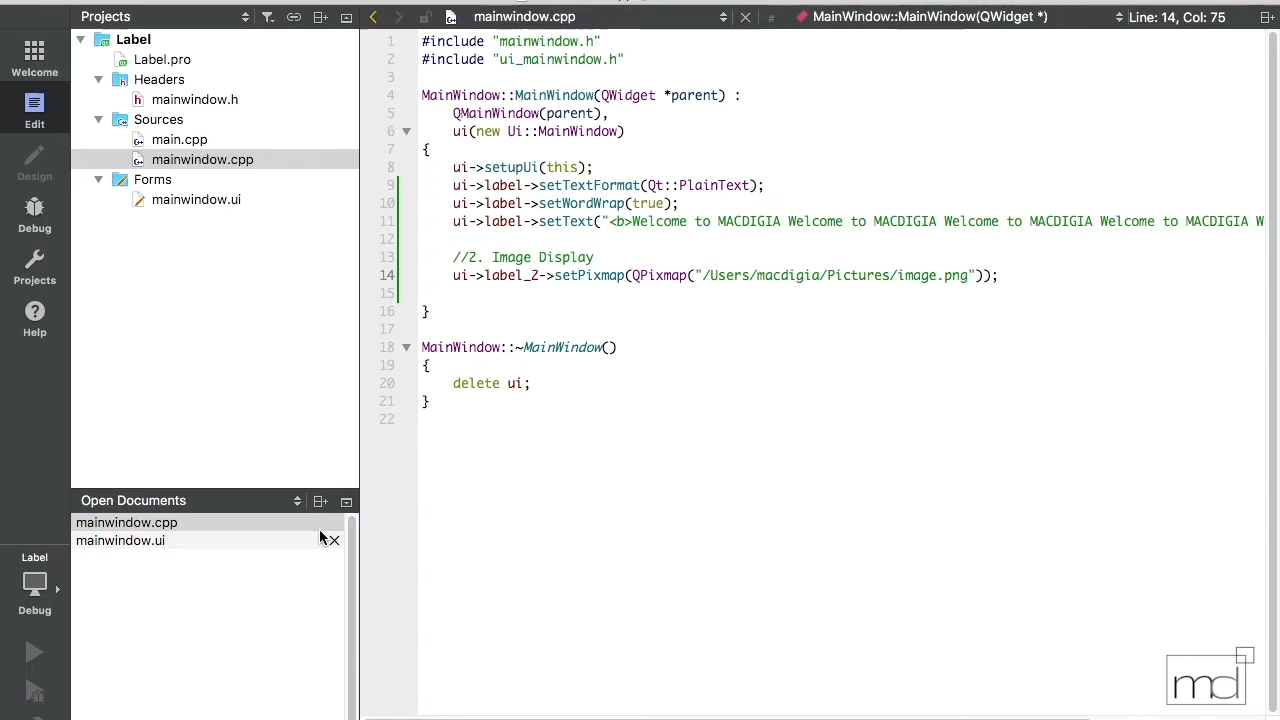 Projects
mainwindow.cpp
#
MainWindow::MainWindow(QWidget *)
Line: 14, Col: 75
Welcome
Edit
Design
Debug
Projects
Help
Label
Debug
Label
Label.pro
Headers
mainwindow.h
Sources
main.cpp
mainwindow.cpp
Forms
mainwindow.ui
Open Documents
mainwindow.cpp
mainwindow.ui
1 #include "mainwindow.h"
2 #include "ui_mainwindow.h"
3
4 MainWindow::MainWindow(QWidget *parent) :
5 QMainWindow(parent),
6 ui(new Ui::MainWindow)
7 {
8 ui->setupUi(this);
9 ui->label->setTextFormat(Qt::PlainText);
10 ui->label->setWordWrap(true);
11 ui->label->setText("<b>Welcome to MACDIGIA Welcome to MACDIGIA Welcome to MACDIGIA Welcome to MACDIGIA W
12
13 //2. Image Display
14 ui->label_2->setPixmap(QPixmap("/Users/macdigia/Pictures/image.png"));
15
16 }
17
18 MainWindow::~MainWindow()
19 {
20 delete ui;
21 }
22
md